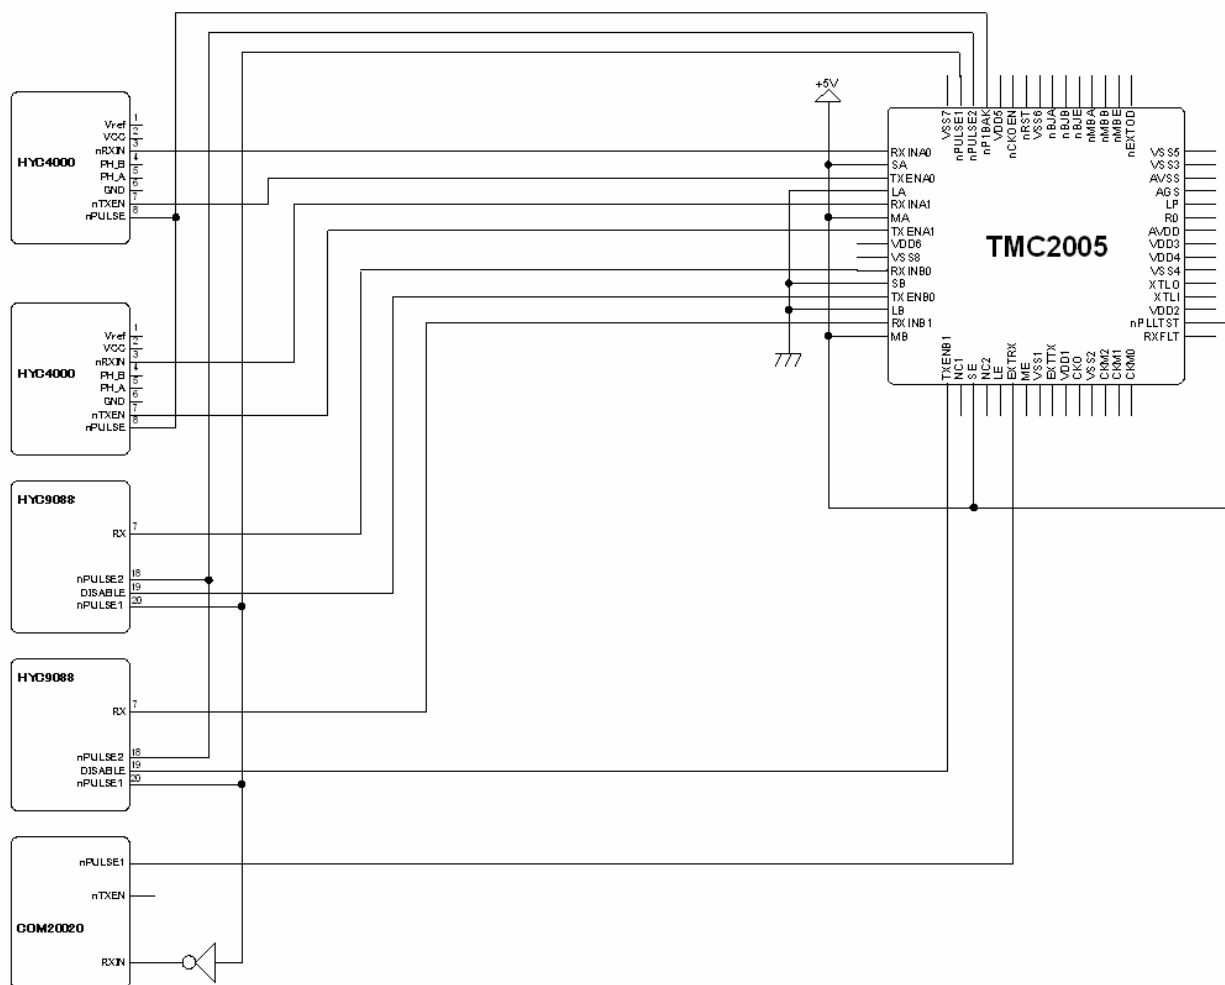 +5V
HYC4000
1
Vref
2
VCC
3
nRXIN
4
PH_B
5
PH_A
6
GND
7
nTXEN
8
nPULSE
HYC4000
1
Vref
2
VCC
3
nRXIN
4
PH_B
5
PH_A
6
GND
7
nTXEN
8
nPULSE
HYC9088
RX
7
nPULSE2
18
DISABLE
19
nPULSE1
20
HYC9088
RX
7
nPULSE2
18
DISABLE
19
nPULSE1
20
nPULSE1
nTXEN
COM20020
RXIN
TMC2005
VSS7
nPULSE1
nPULSE2
nP1BAK
VDD5
nCKOEN
nRST
VSS6
nBJA
nBJB
nBJE
nMBA
nMBB
nMBE
nEXTOD
RXINA0
SA
TXENA0
LA
RXINA1
MA
TXENA1
VDD6
VSS8
RXINB0
SB
TXENB0
LB
RXINB1
MB
VSS5
VSS3
AVSS
AGS
LP
R0
AVDD
VDD3
VDD4
VSS4
XTLO
XTLI
VDD2
nPLLTST
RXFLT
TXENB1
NC1
SE
NC2
LE
EXTRX
ME
VSS1
EXTTX
VDD1
CKO
VSS2
CKM2
CKM1
CKM0